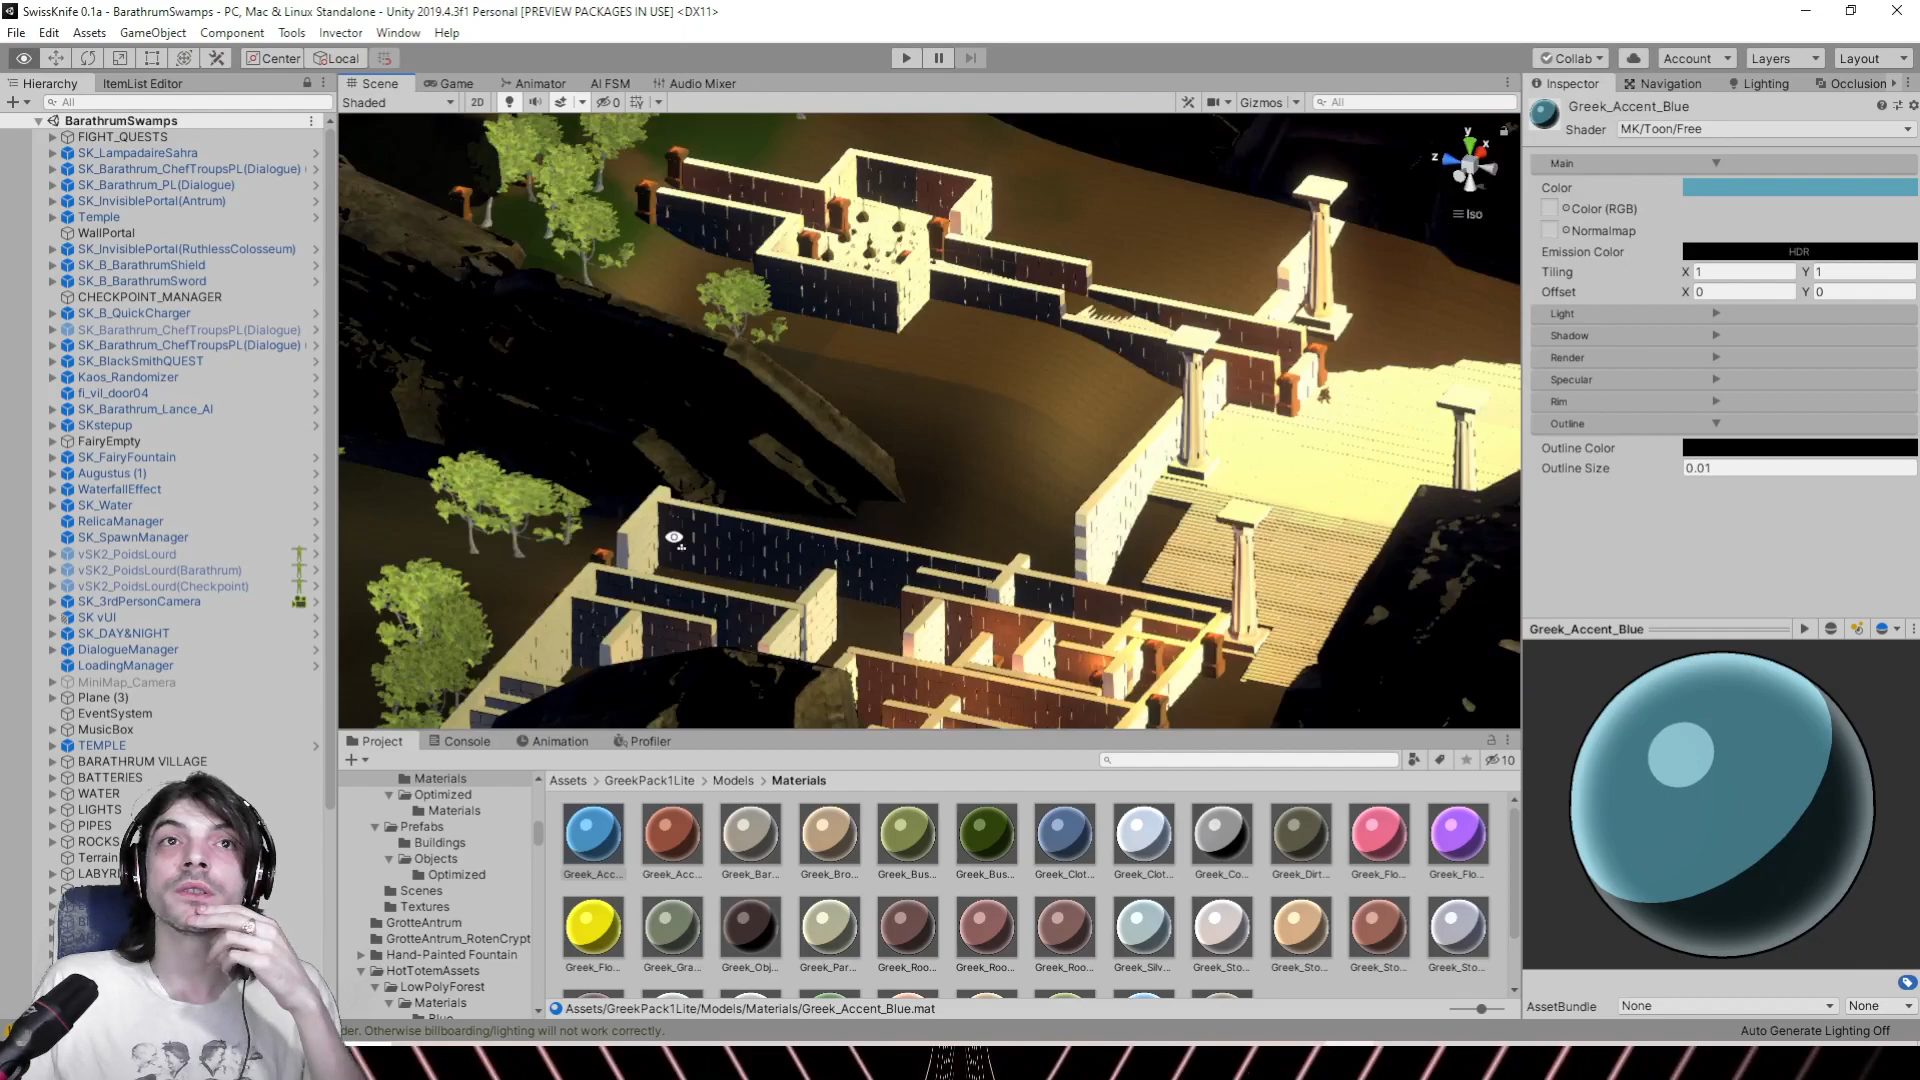 SwissKnife 0.1a - BarathrumSwamps - PC, Mac & Linux Standalone - Unity 2019.4.3f1 Personal [PREVIEW PACKAGES IN USE] <DX11>
File Edit Assets GameObject Component Tools Invector Window Help
Center Local Collab Account Layers Layout
Hierarchy ItemList Editor
All
BarathrumSwamps
FIGHT_QUESTS
SK_LampadaireSahra
SK_Barathrum_ChefTroupsPL(Dialogue)
SK_Barathrum_PL(Dialogue)
SK_InvisiblePortal(Antrum)
Temple
WallPortal
SK_InvisiblePortal(RuthlessColosseum)
SK_B_BarathrumShield
SK_B_BarathrumSword
CHECKPOINT_MANAGER
SK_B_QuickCharger
SK_Barathrum_ChefTroupsPL(Dialogue)
SK_Barathrum_ChefTroupsPL(Dialogue)
SK_BlackSmithQUEST
Kaos_Randomizer
fi_vil_door04
SK_Barathrum_Lance_AI
SKstepup
FairyEmpty
SK_FairyFountain
Augustus (1)
WaterfallEffect
SK_Water
RelicaManager
SK_SpawnManager
vSK2_PoidsLourd
vSK2_PoidsLourd(Barathrum)
vSK2_PoidsLourd(Checkpoint)
SK_3rdPersonCamera
SK vUI
SK_DAY&NIGHT
DialogueManager
LoadingManager
MiniMap_Camera
Plane (3)
EventSystem
MusicBox
TEMPLE
BARATHRUM VILLAGE
BATTERIES
WATER
LIGHTS
PIPES
ROCKS
Terrain
LABYR
Scene Game Animator AI FSM Audio Mixer
Shaded 2D 0 Gizmos All
y
x
z
Iso
Project Console Animation Profiler
10
Materials
Optimized
Materials
Prefabs
Buildings
Objects
Optimized
Scenes
Textures
GrotteAntrum
GrotteAntrum_RotenCrypt
Hand-Painted Fountain
HotTotemAssets
LowPolyForest
Materials
Blue
Assets > GreekPack1Lite > Models > Materials
Greek_Acc... Greek_Acc... Greek_Bar... Greek_Bro... Greek_Bus... Greek_Bus... Greek_Clot... Greek_Clot... Greek_Co... Greek_Dirt... Greek_Flo... Greek_Flo...
Greek_Flo... Greek_Gra... Greek_Obj... Greek_Par... Greek_Roo... Greek_Roo... Greek_Roo... Greek_Silv... Greek_Sto... Greek_Sto... Greek_Sto... Greek_Sto...
Assets/GreekPack1Lite/Models/Materials/Greek_Accent_Blue.mat
der. Otherwise billboarding/lighting will not work correctly.
Inspector Navigation Lighting Occlusion
Greek_Accent_Blue
Shader MK/Toon/Free
Main
Color
Color (RGB)
Normalmap
Emission Color HDR
Tiling X 1 Y 1
Offset X 0 Y 0
Light
Shadow
Render
Specular
Rim
Outline
Outline Color
Outline Size 0.01
Greek_Accent_Blue
AssetBundle None None
Auto Generate Lighting Off